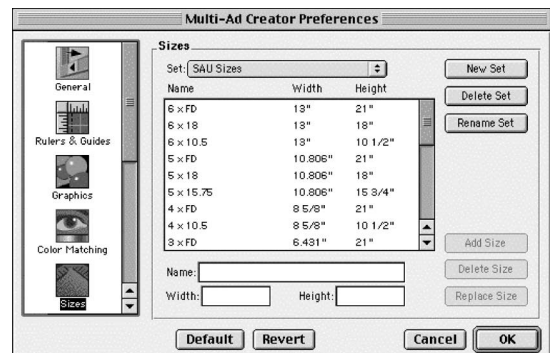 Multi-Ad Creator Preferences
General
Rulers & Guides
Graphics
Color Matching
Sizes
Sizes
Set: SAU Sizes
Name Width Height
6 x FD 13" 21"
6 x 18 13" 18"
6 x 10.5 13" 10 1/2"
5 x FD 10.806" 21"
5 x 18 10.806" 18"
5 x 15.75 10.806" 15 3/4"
4 x FD 8 5/8" 21"
4 x 10.5 8 5/8" 10 1/2"
3 x FD 6.431" 21"
Name:
Width: Height:
New Set
Delete Set
Rename Set
Add Size
Delete Size
Replace Size
Default Revert Cancel OK